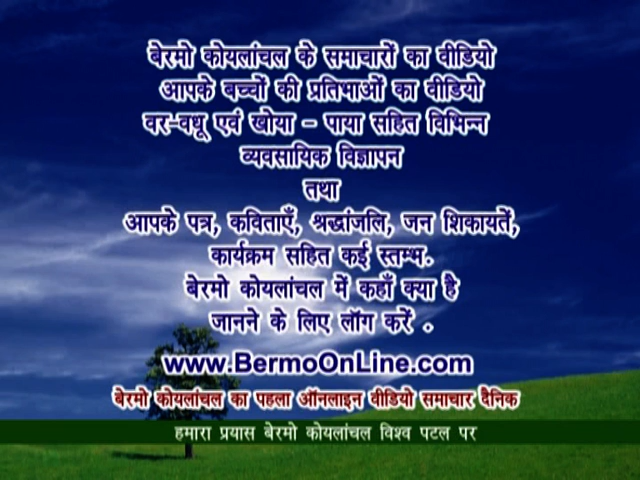 बेरमो कोयलांचल के समाचारों का वीडियो
आपके बच्चों की प्रतिभाओं का वीडियो
वर-वधू एवं खोया - पाया सहित विभिन्न
व्यवसायिक विज्ञापन
तथा
आपके पत्र, कविताएँ, श्रद्धांजलि, जन शिकायतें,
कार्यक्रम सहित कई स्तम्भ.
बेरमो कोयलांचल में कहाँ क्या है
जानने के लिए लॉग करें .
www.BermoOnLine.com
बेरमो कोयलांचल का पहला ऑनलाइन वीडियो समाचार दैनिक
हमारा प्रयास बेरमो कोयलांचल विश्व पटल पर